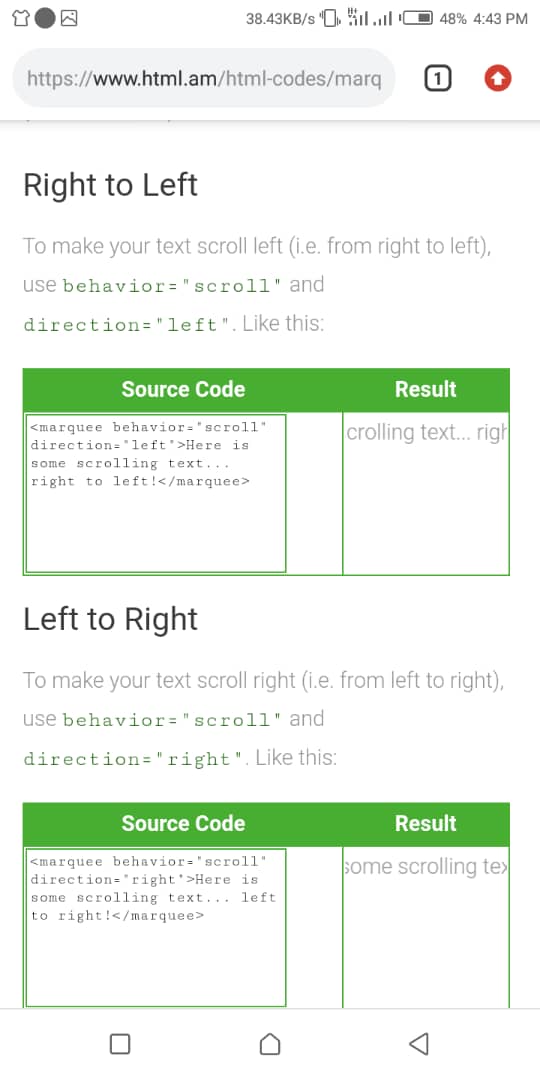 38.43KB/s 48% 4:43 PM
https://www.html.am/html-codes/marq
1
Right to Left
To make your text scroll left (i.e. from right to left),
use behavior="scroll" and
direction="left". Like this:
Source Code Result
<marquee behavior="scroll"
direction="left">Here is
some scrolling text...
right to left!</marquee>
crolling text... righ
Left to Right
To make your text scroll right (i.e. from left to right),
use behavior="scroll" and
direction="right". Like this:
Source Code Result
<marquee behavior="scroll"
direction="right">Here is
some scrolling text... left
to right!</marquee>
some scrolling tex